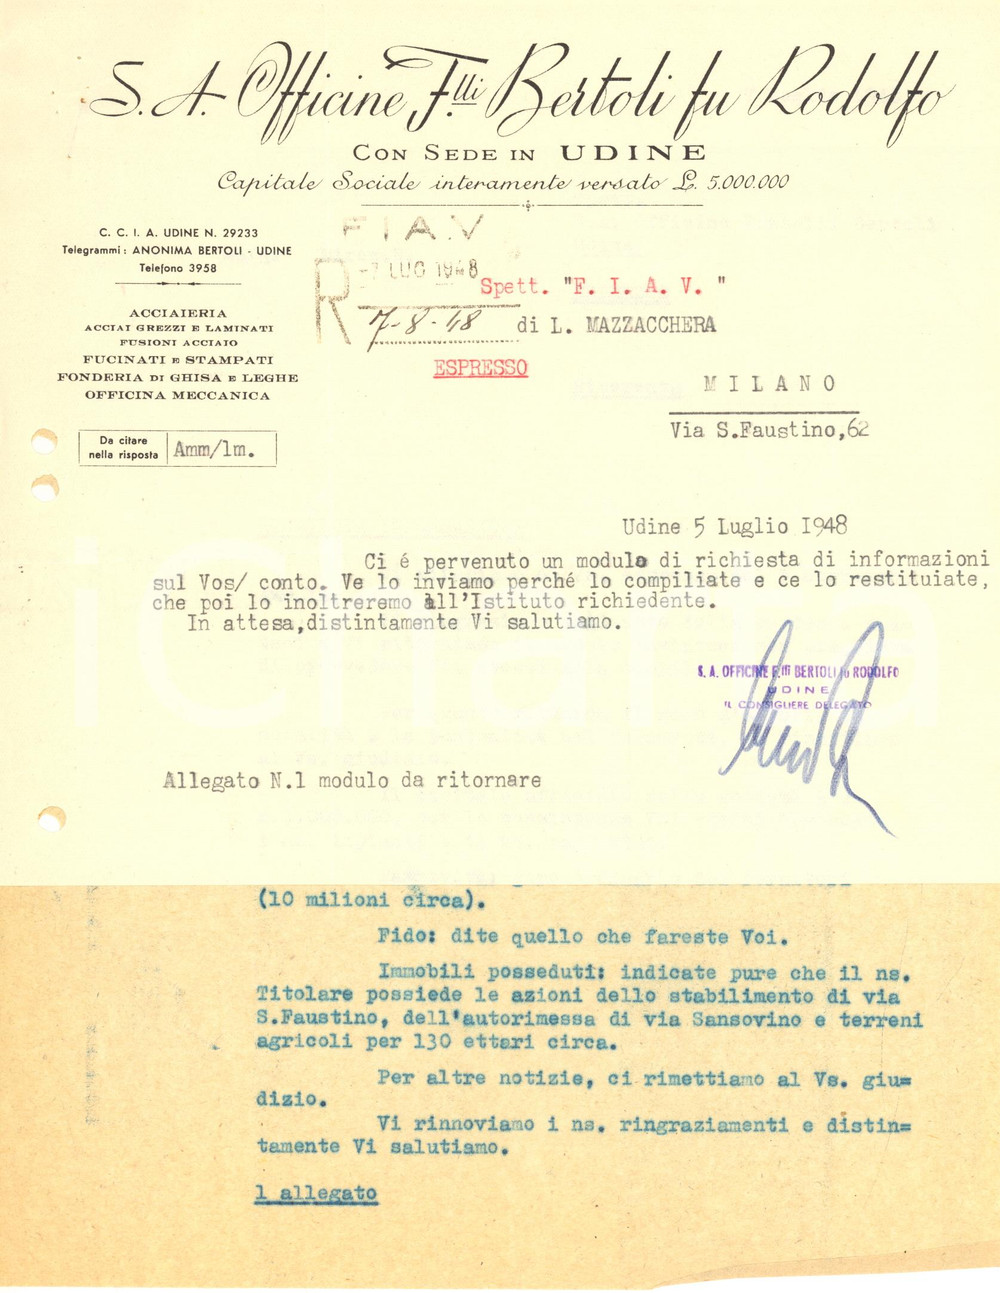 S. A. Officine F.lli Bertoli fu Rodolfo
CON SEDE IN UDINE
Capitale Sociale interamente versato L. 5.000.000
C. C. I. A. UDINE N. 29233
Telegrammi: ANONIMA BERTOLI - UDINE
Telefono 3958
ACCIAIERIA
ACCIAI GREZZI E LAMINATI
FUSIONI ACCIAIO
FUCINATI E STAMPATI
FONDERIA DI GHISA E LEGHE
OFFICINA MECCANICA
Da citare
nella risposta
Amm/lm.
F I A V
R
-7 LUG 1948
7-8-48
Spett. "F. I. A. V. "
di L. MAZZACCHERA
ESPRESSO
M I L A N O
Via S.Faustino,62
Udine 5 Luglio 1948
Ci é pervenuto un modulo di richiesta di informazioni
sul Vos/ conto. Ve lo inviamo perché lo compiliate e ce lo restituiate,
che poi lo inoltreremo all'Istituto richiedente.
In attesa,distintamente Vi salutiamo.
S. A. OFFICINE F.lli BERTOLI fu RODOLFO
UDINE
IL CONSIGLIERE DELEGATO
Allegato N.1 modulo da ritornare
(10 milioni circa).
Fido: dite quello che fareste Voi.
Immobili posseduti: indicate pure che il ns.
Titolare possiede le azioni dello stabilimento di via
S.Faustino, dell'autorimessa di via Sansovino e terreni
agricoli per 130 ettari circa.
Per altre notizie, ci rimettiamo al Vs. giu=
dizio.
Vi rinnoviamo i ns. ringraziamenti e distin=
tamente Vi salutiamo.
1 allegato